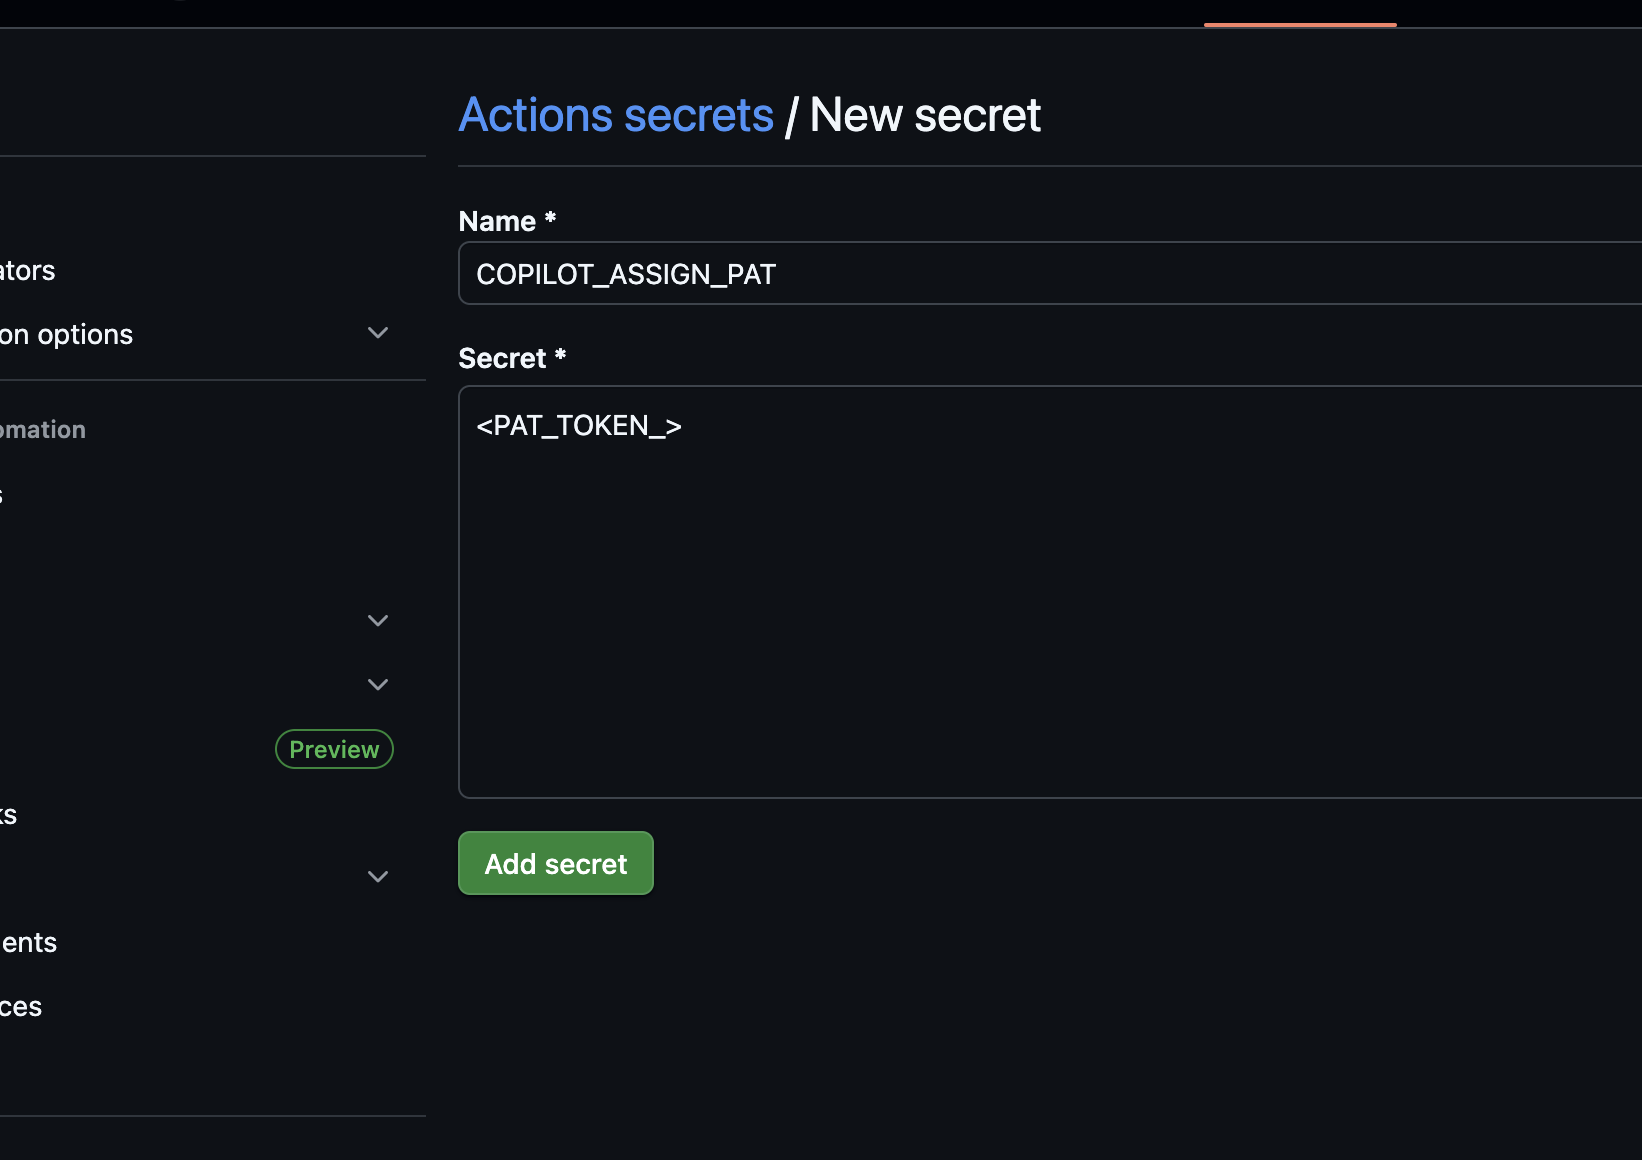 Actions secrets / New secret
Name *
COPILOT_ASSIGN_PAT
Secret *
<PAT_TOKEN_>
Add secret
ators
on options
omation
s
Preview
ks
ents
ces